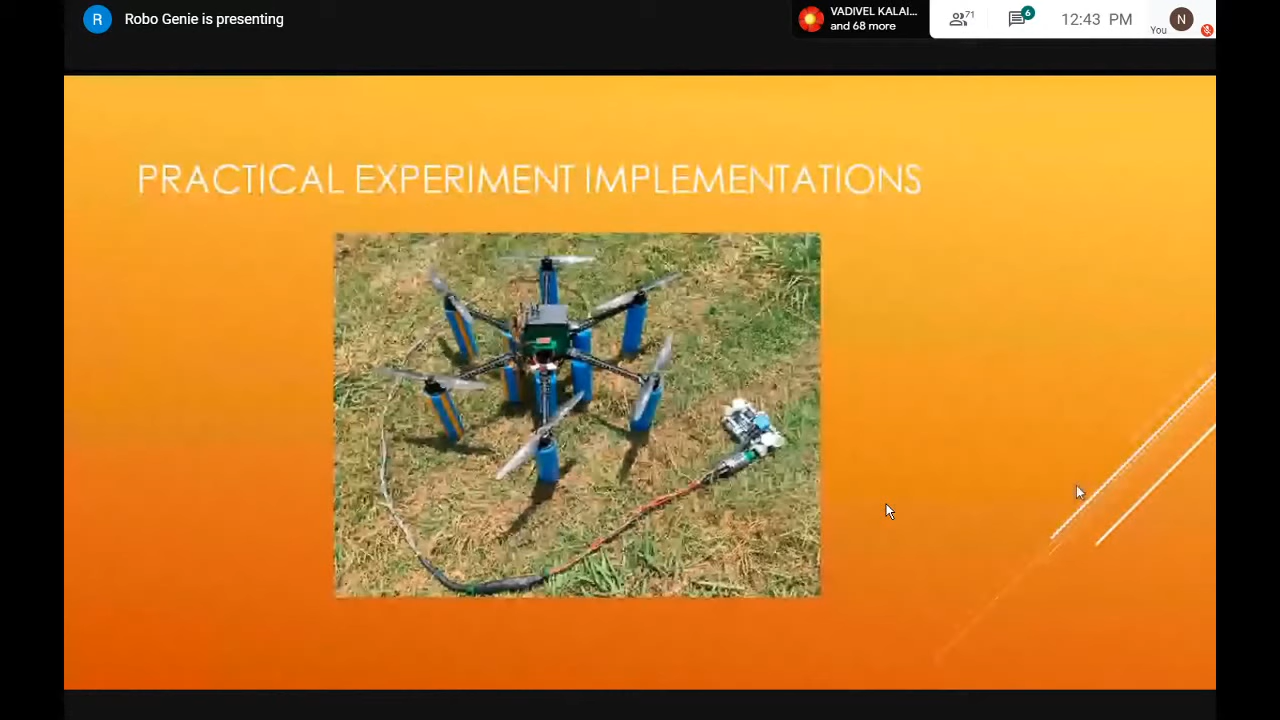 R Robo Genie is presenting
VADIVEL KALAI...
and 68 more
71
6
12:43 PM
You
N
PRACTICAL EXPERIMENT IMPLEMENTATIONS